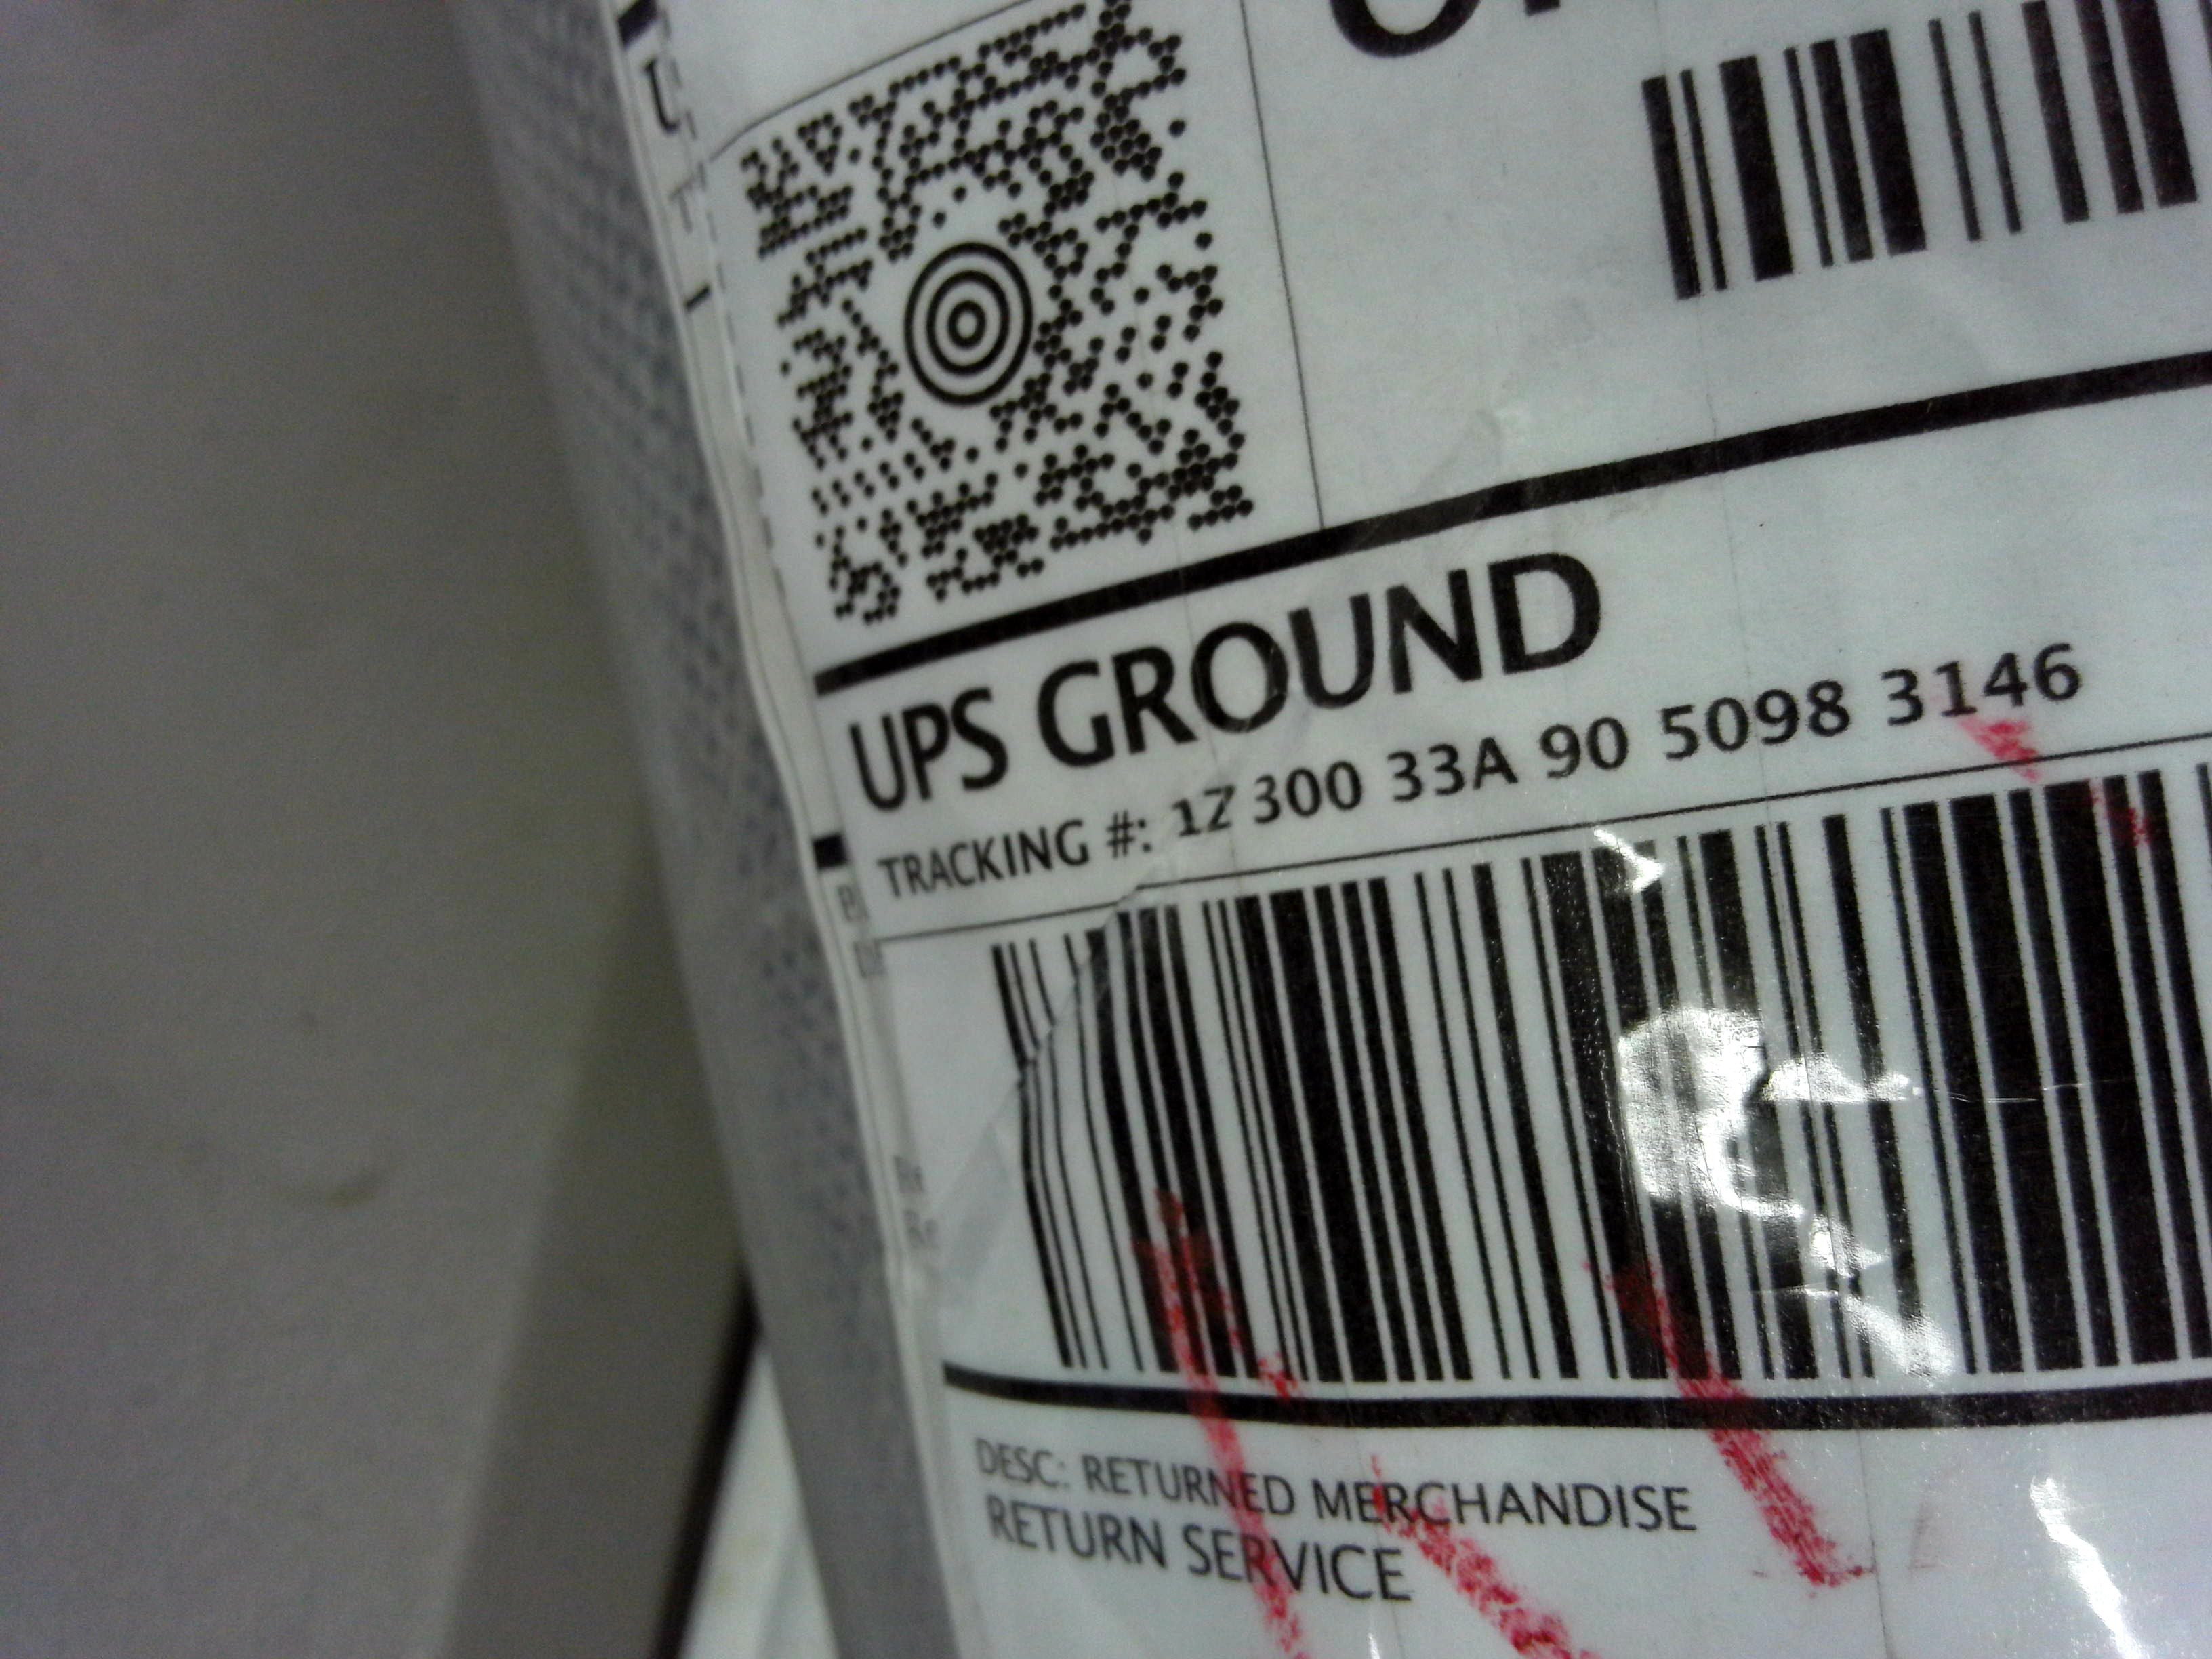 UPS GROUND
TRACKING #: 1Z 300 33A 90 5098 3146
DESC: RETURNED MERCHANDISE
RETURN SERVICE